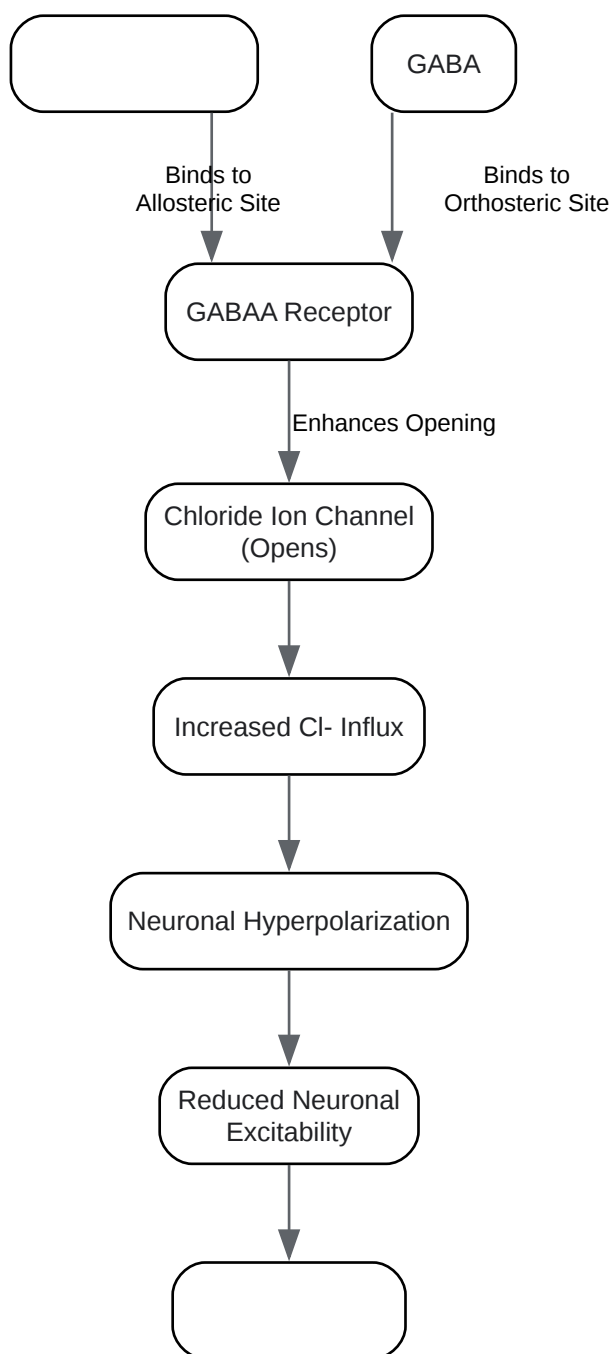 GABA
Binds to
Allosteric Site
Binds to
Orthosteric Site
GABAA Receptor
Enhances Opening
Chloride Ion Channel
(Opens)
Increased Cl- Influx
Neuronal Hyperpolarization
Reduced Neuronal
Excitability